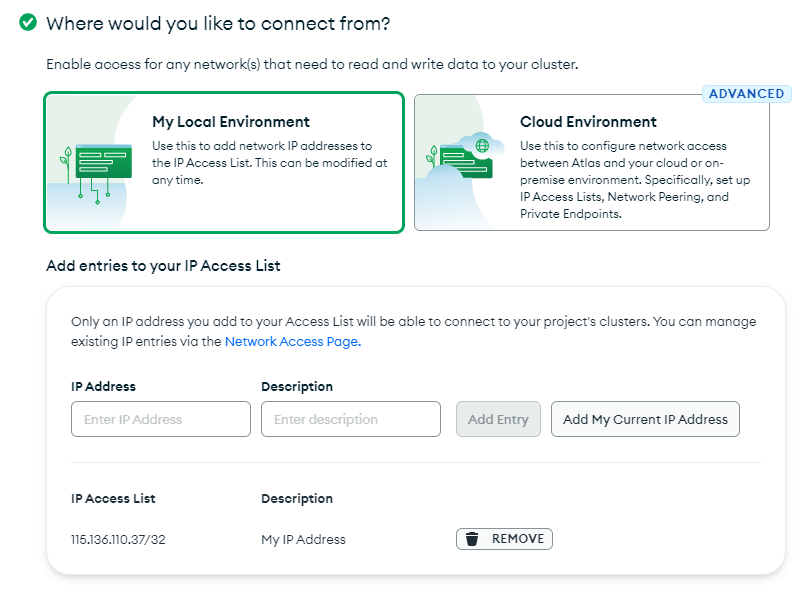 Where would you like to connect from?
Enable access for any network(s) that need to read and write data to your cluster.
My Local Environment
Use this to add network IP addresses to
the IP Access List. This can be modified at
any time.
ADVANCED
Cloud Environment
Use this to configure network access
between Atlas and your cloud or on-
premise environment. Specifically, set up
IP Access Lists, Network Peering, and
Private Endpoints.
Add entries to your IP Access List
Only an IP address you add to your Access List will be able to connect to your project's clusters. You can manage
existing IP entries via the Network Access Page.
IP Address Description
Enter IP Address Enter description Add Entry Add My Current IP Address
IP Access List Description
115.136.110.37/32 My IP Address REMOVE